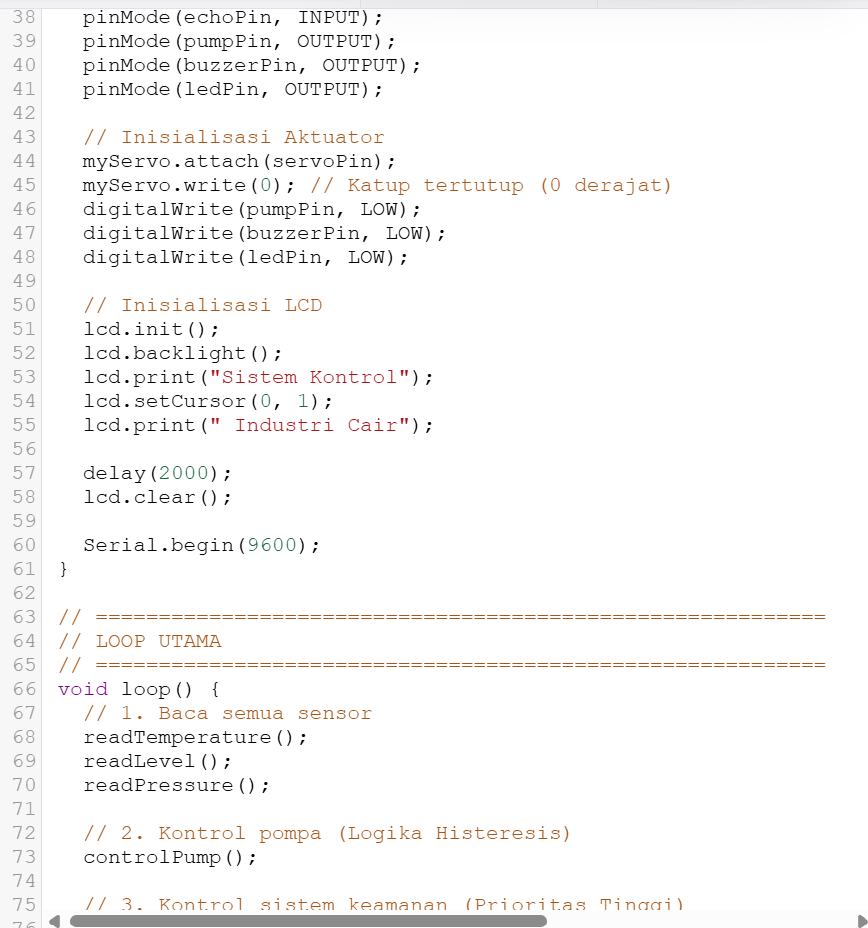 38 pinMode(echoPin, INPUT);
39 pinMode(pumpPin, OUTPUT);
40 pinMode(buzzerPin, OUTPUT);
41 pinMode(ledPin, OUTPUT);
42
43 // Inisialisasi Aktuator
44 myServo.attach(servoPin);
45 myServo.write(0); // Katup tertutup (0 derajat)
46 digitalWrite(pumpPin, LOW);
47 digitalWrite(buzzerPin, LOW);
48 digitalWrite(ledPin, LOW);
49
50 // Inisialisasi LCD
51 lcd.init();
52 lcd.backlight();
53 lcd.print("Sistem Kontrol");
54 lcd.setCursor(0, 1);
55 lcd.print(" Industri Cair");
56
57 delay(2000);
58 lcd.clear();
59
60 Serial.begin(9600);
61 }
62
63 // ==========================================================
64 // LOOP UTAMA
65 // ==========================================================
66 void loop() {
67 // 1. Baca semua sensor
68 readTemperature();
69 readLevel();
70 readPressure();
71
72 // 2. Kontrol pompa (Logika Histeresis)
73 controlPump();
74
75 // 3. Kontrol sistem keamanan (Prioritas Tinggi)
76